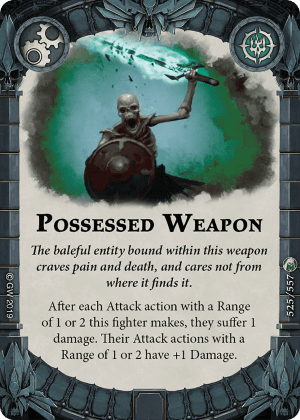 POSSESSED WEAPON
The baleful entity bound within this weapon
craves pain and death, and cares not from
where it finds it.
After each Attack action with a Range
of 1 or 2 this fighter makes, they suffer 1
damage. Their Attack actions with a
Range of 1 or 2 have +1 Damage.
© GW 2019
525/557